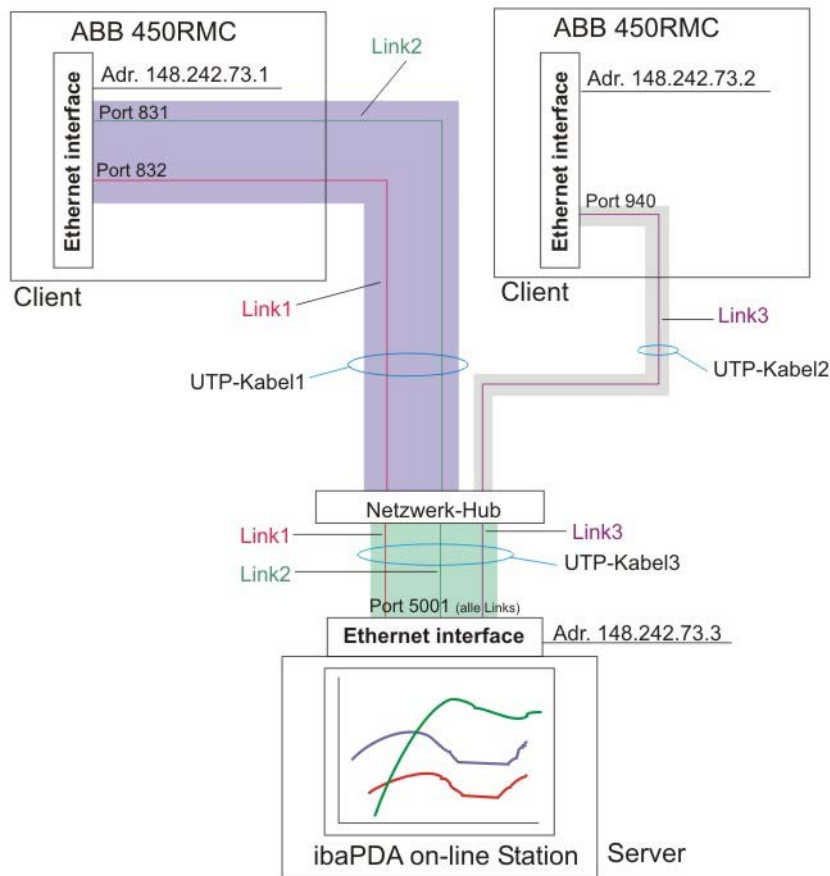 ABB 450RMC
Adr. 148.242.73.1
Ethernet interface
Port 831
Port 832
Client
Link2
Link1
UTP-Kabel1
ABB 450RMC
Adr. 148.242.73.2
Ethernet interface
Port 940
Client
Link3
UTP-Kabel2
Netzwerk-Hub
Link1
Link3
Link2
UTP-Kabel3
Port 5001 (alle Links)
Ethernet interface
Adr. 148.242.73.3
ibaPDA on-line Station
Server